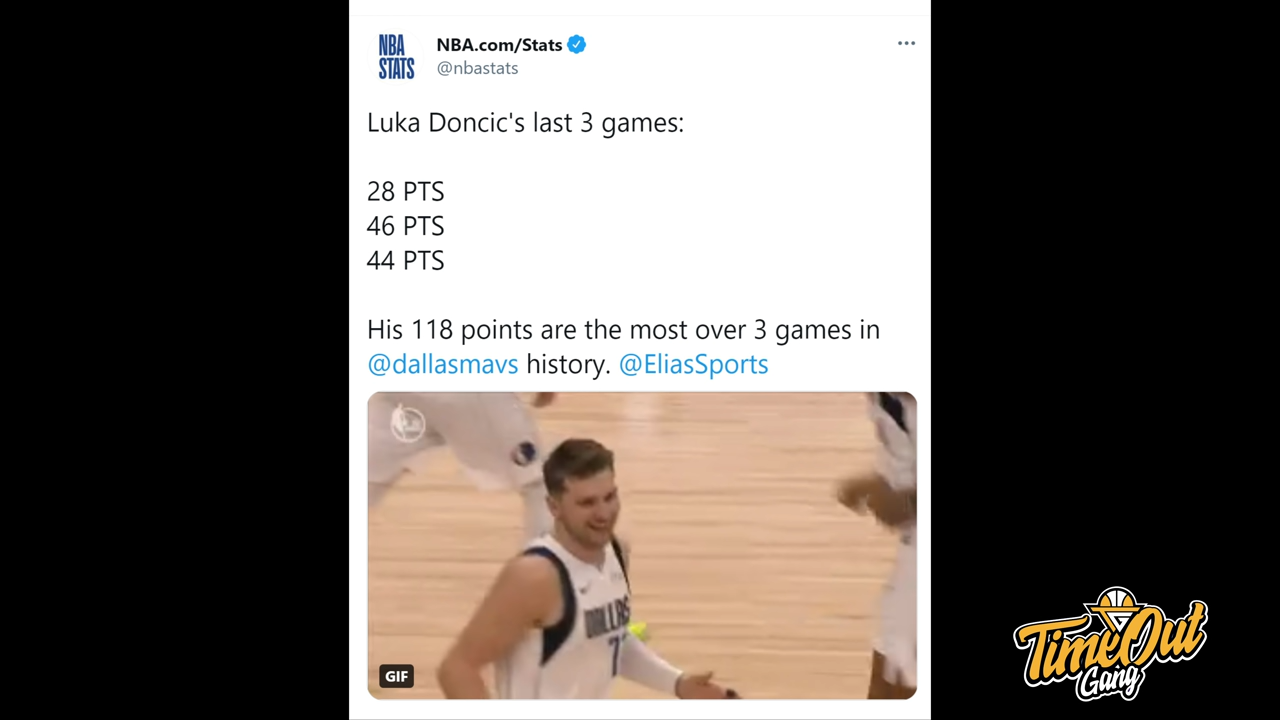 NBA
STATS
NBA.com/Stats
@nbastats
Luka Doncic's last 3 games:
28 PTS
46 PTS
44 PTS
His 118 points are the most over 3 games in
@dallasmavs history. @EliasSports
DALLAS
GIF
TimeOut
Gang